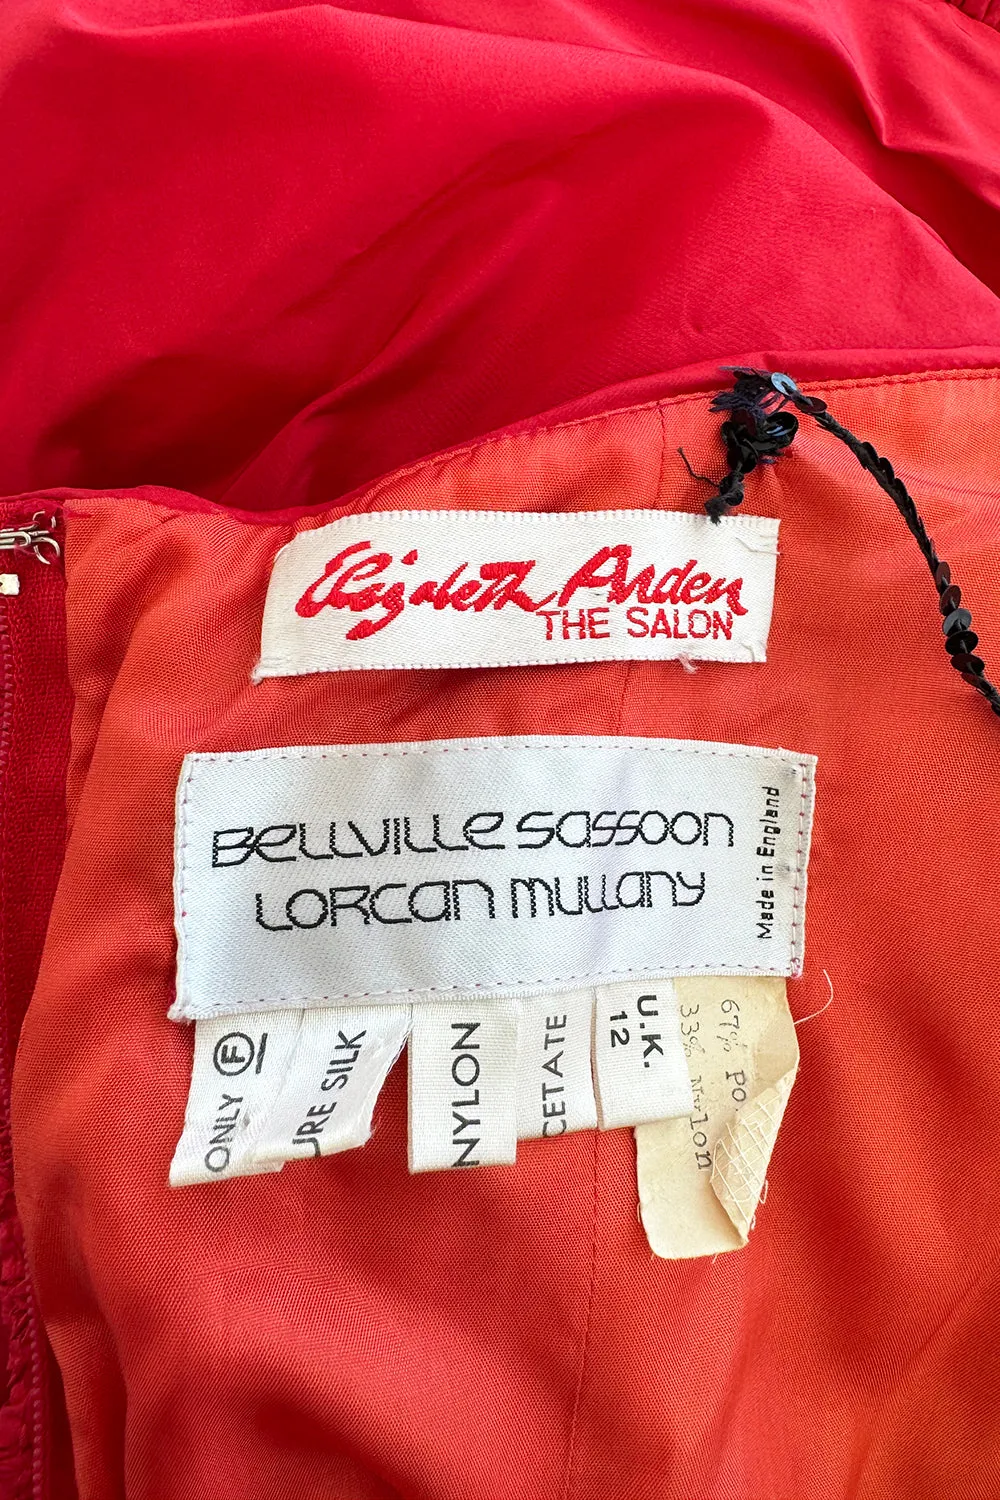 Elizabeth Arden
THE SALON
BELLVILLE SASSOON
LORCAN MULLANY
Made in England
ONLY Ⓕ
URE SILK
NYLON
CETATE
U.K.
12
67% Po
33% Nylon